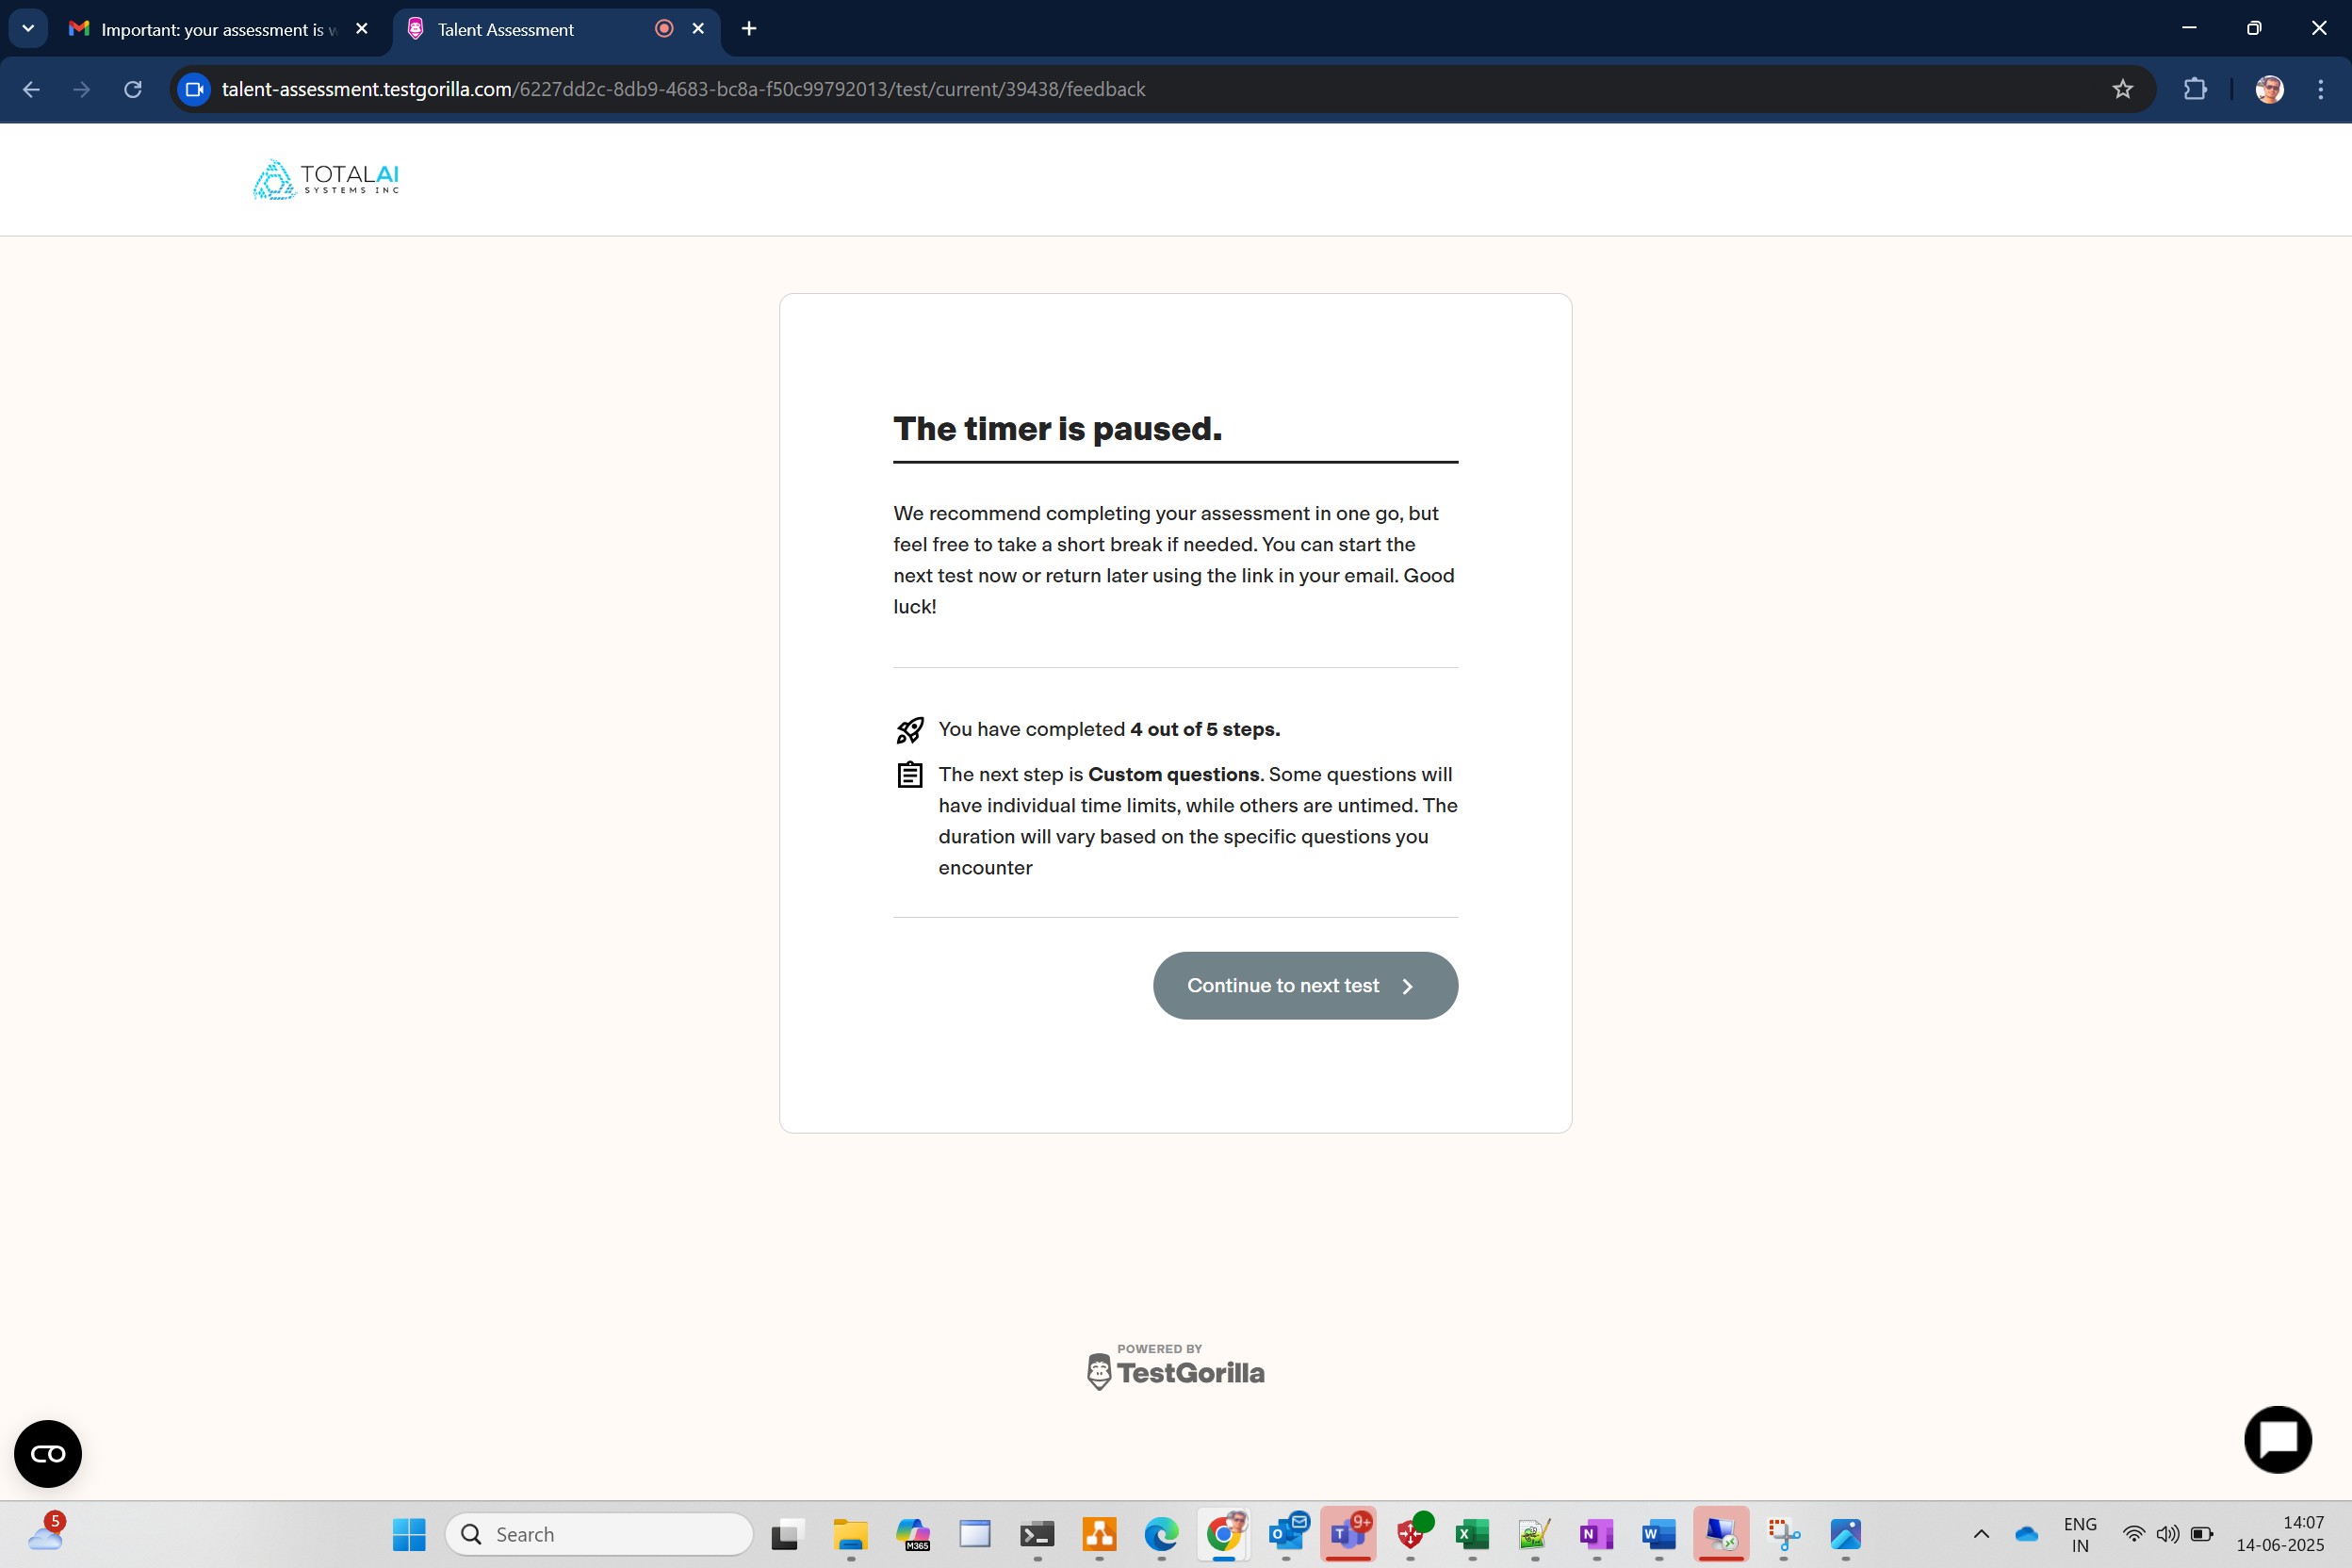 Important: your assessment is w
Talent Assessment
talent-assessment.testgorilla.com/6227dd2c-8db9-4683-bc8a-f50c99792013/test/current/39438/feedback
TOTALAI
SYSTEMS INC
The timer is paused.
We recommend completing your assessment in one go, but
feel free to take a short break if needed. You can start the
next test now or return later using the link in your email. Good
luck!
You have completed 4 out of 5 steps.
The next step is Custom questions. Some questions will
have individual time limits, while others are untimed. The
duration will vary based on the specific questions you
encounter
Continue to next test
POWERED BY
TestGorilla
5
Search
M365
O
T
9+
X
N
W
ENG
IN
14:07
14-06-2025